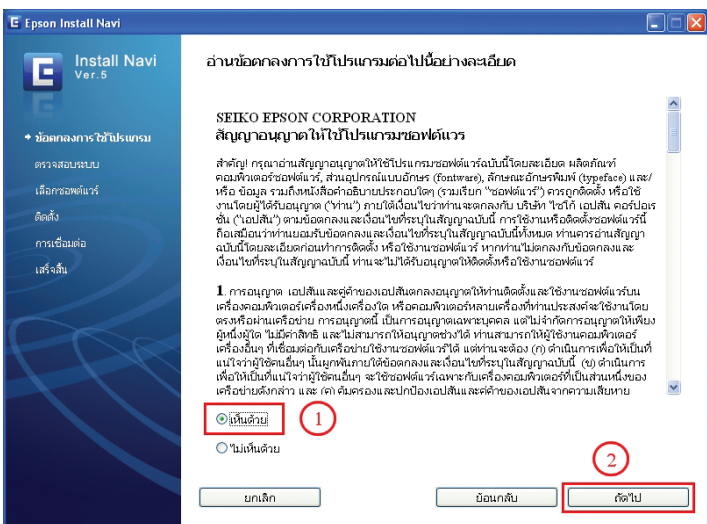 Epson Install Navi
Install Navi
Ver.5
ข้อตกลงการใช้โปรแกรม
ตรวจสอบระบบ
เลือกซอฟต์แวร์
ติดตั้ง
การเชื่อมต่อ
เสร็จสิ้น
อ่านข้อตกลงการใช้โปรแกรมต่อไปนี้อย่างละเอียด
SEIKO EPSON CORPORATION
สัญญาอนุญาตให้ใช้โปรแกรมซอฟต์แวร์
สำคัญ! กรุณาอ่านสัญญาอนุญาตให้ใช้โปรแกรมซอฟต์แวร์ฉบับนี้โดยละเอียด ผลิตภัณฑ์
คอมพิวเตอร์ซอฟต์แวร์, ส่วนอุปกรณ์แบบอักษร (fontware), ลักษณะอักษรพิมพ์ (typeface) และ/
หรือ ข้อมูล รวมถึงหนังสือคำอธิบายประกอบใดๆ (รวมเรียก "ซอฟต์แวร์") ควรถูกติดตั้ง หรือใช้
งานโดยผู้ได้รับอนุญาต ("ท่าน") ภายใต้เงื่อนไขว่าท่านจะตกลงกับ บริษัท ไซโก้ เอปสัน คอร์ปอเร
ชั่น ("เอปสัน") ตามข้อตกลงและเงื่อนไขที่ระบุในสัญญาฉบับนี้ การใช้งานหรือติดตั้งซอฟต์แวร์นี้
ถือเสมือนว่าท่านยอมรับข้อตกลงและเงื่อนไขที่ระบุในสัญญาฉบับนี้ทั้งหมด ท่านควรอ่านสัญญา
ฉบับนี้โดยละเอียดก่อนทำการติดตั้ง หรือใช้งานซอฟต์แวร์ หากท่านไม่ตกลงกับข้อตกลงและ
เงื่อนไขที่ระบุในสัญญาฉบับนี้ ท่านจะไม่ได้รับอนุญาตให้ติดตั้งหรือใช้งานซอฟต์แวร์
1. การอนุญาต เอปสันและคู่ค้าของเอปสันตกลงอนุญาตให้ท่านติดตั้งและใช้งานซอฟต์แวร์บน
เครื่องคอมพิวเตอร์เครื่องหนึ่งเครื่องใด หรือคอมพิวเตอร์หลายเครื่องที่ท่านประสงค์จะใช้งานโดย
ตรงหรือผ่านเครือข่าย การอนุญาตนี้ เป็นการอนุญาตเฉพาะบุคคล แต่ไม่จำกัดการอนุญาตให้เพียง
ผู้หนึ่งผู้ใด ไม่มีค่าสิทธิ และไม่สามารถให้อนุญาตช่วงได้ ท่านสามารถให้ผู้ใช้งานคอมพิวเตอร์
เครื่องอื่นๆ ที่เชื่อมต่อกับเครือข่ายใช้งานซอฟต์แวร์ได้ แต่ท่านจะต้อง (ก) ดำเนินการเพื่อให้เป็นที่
แน่ใจว่าผู้ใช้คนอื่นๆ นั้นผูกพันภายใต้ข้อตกลงและเงื่อนไขที่ระบุในสัญญาฉบับนี้ (ข) ดำเนินการ
เพื่อให้เป็นที่แน่ใจว่าผู้ใช้คนอื่นๆ จะใช้ซอฟต์แวร์เฉพาะกับเครื่องคอมพิวเตอร์ที่เป็นส่วนหนึ่งของ
เครือข่ายดังกล่าว และ (ค) คุ้มครองและปกป้องเอปสันและคู่ค้าของเอปสันจากความเสียหาย
เห็นด้วย 1
ไม่เห็นด้วย
2
ยกเลิก ย้อนกลับ ถัดไป